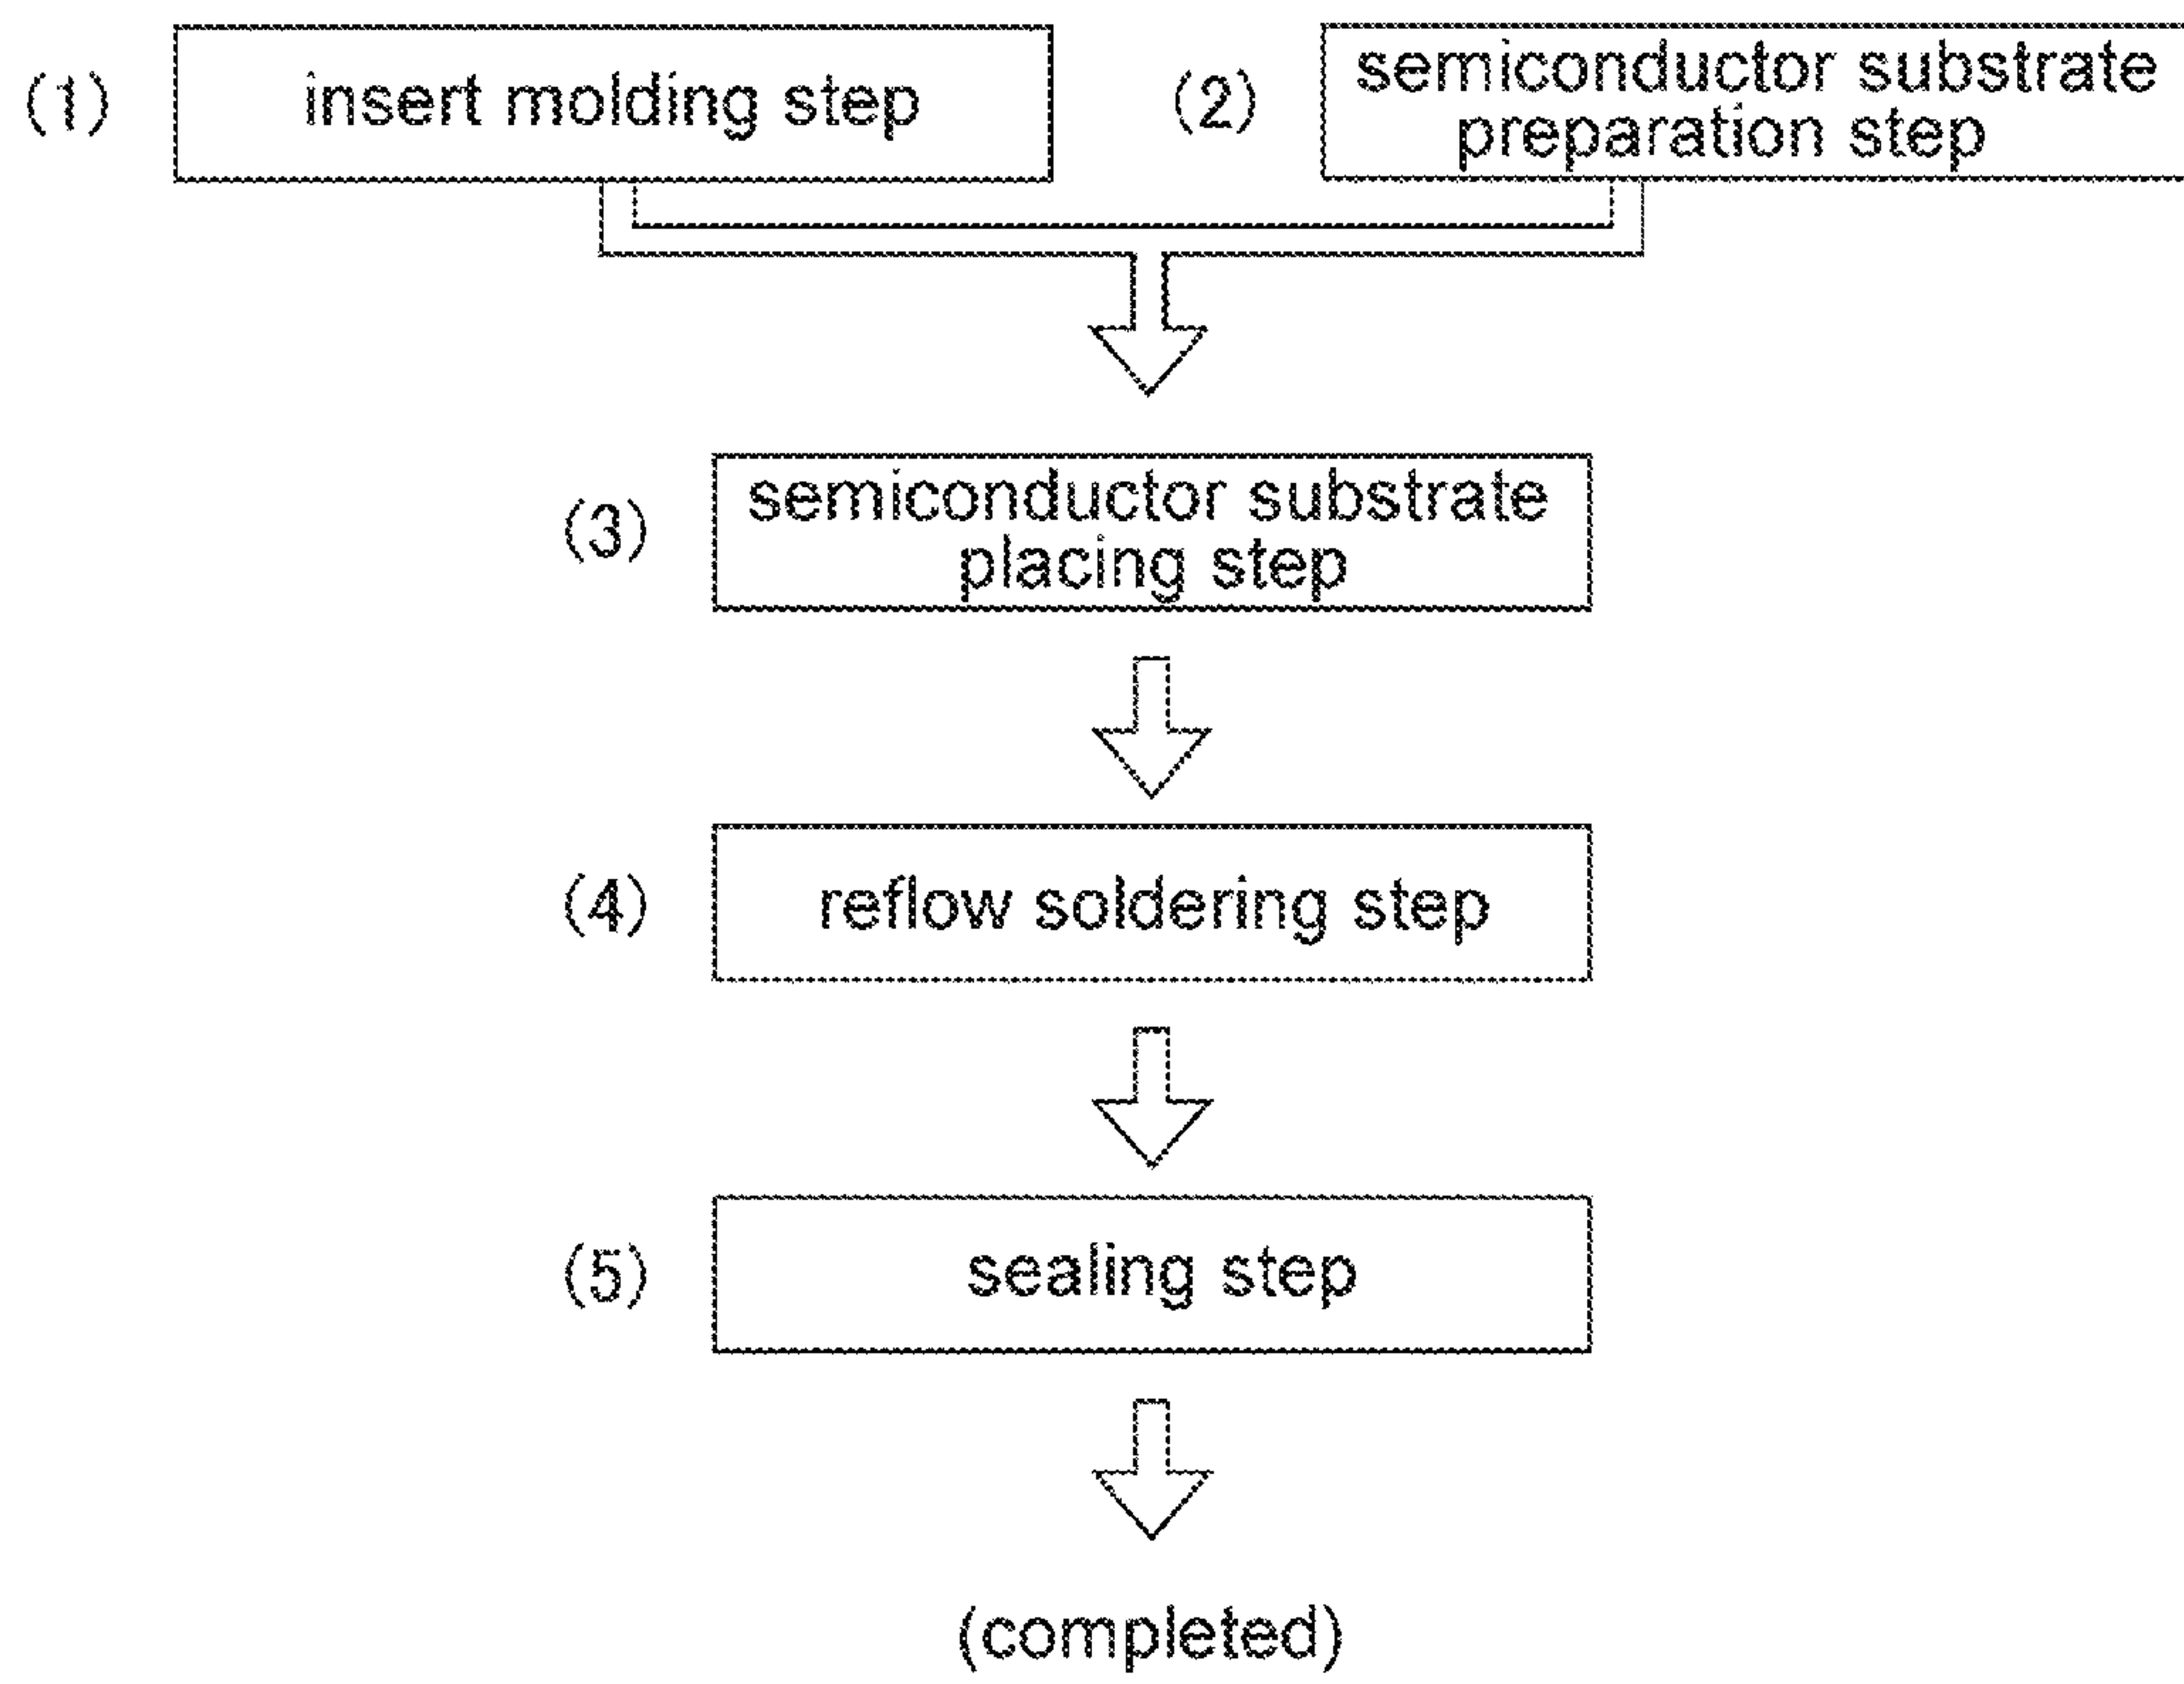 (1) insert molding step
(2) semiconductor substrate
preparation step
(3) semiconductor substrate
placing step
(4) reflow soldering step
(5) sealing step
(completed)